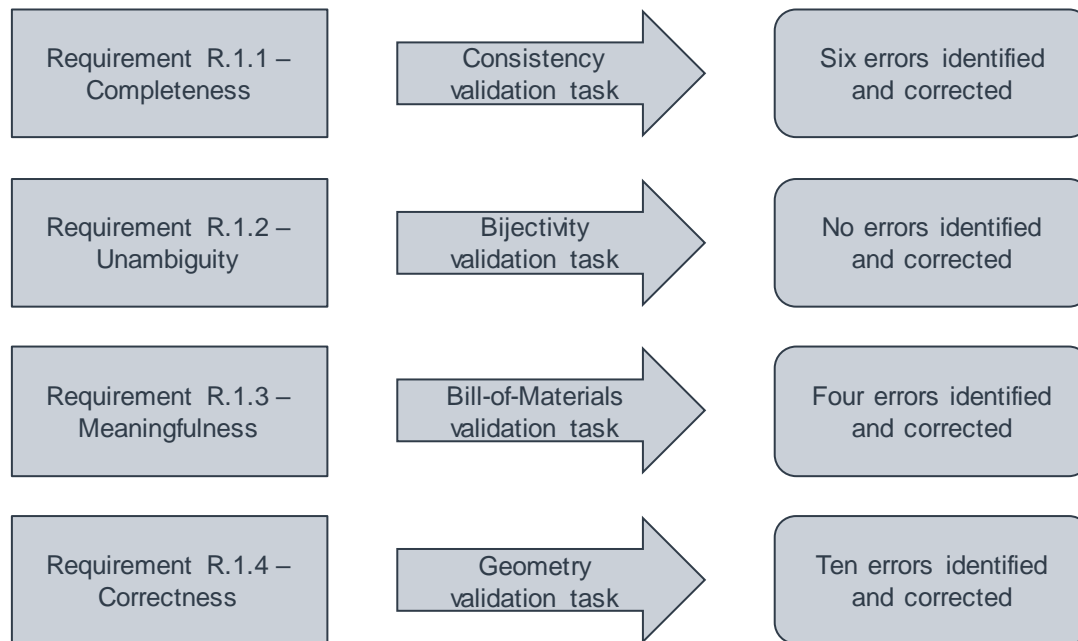 Requirement R.1.1 –
Completeness
Consistency
validation task
Six errors identified
and corrected
Requirement R.1.2 –
Unambiguity
Bijectivity
validation task
No errors identified
and corrected
Requirement R.1.3 –
Meaningfulness
Bill-of-Materials
validation task
Four errors identified
and corrected
Requirement R.1.4 –
Correctness
Geometry
validation task
Ten errors identified
and corrected